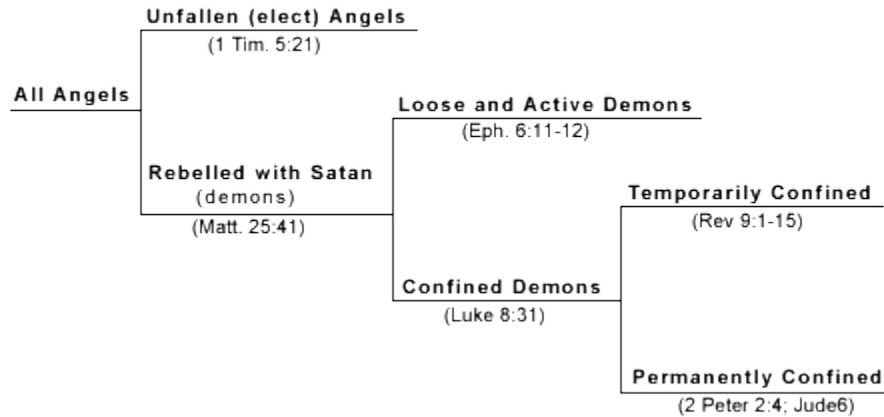 Unfallen (elect) Angels
(1 Tim. 5:21)
All Angels
Loose and Active Demons
(Eph. 6:11-12)
Rebelled with Satan
(demons)
(Matt. 25:41)
Temporarily Confined
(Rev 9:1-15)
Confined Demons
(Luke 8:31)
Permanently Confined
(2 Peter 2:4; Jude6)